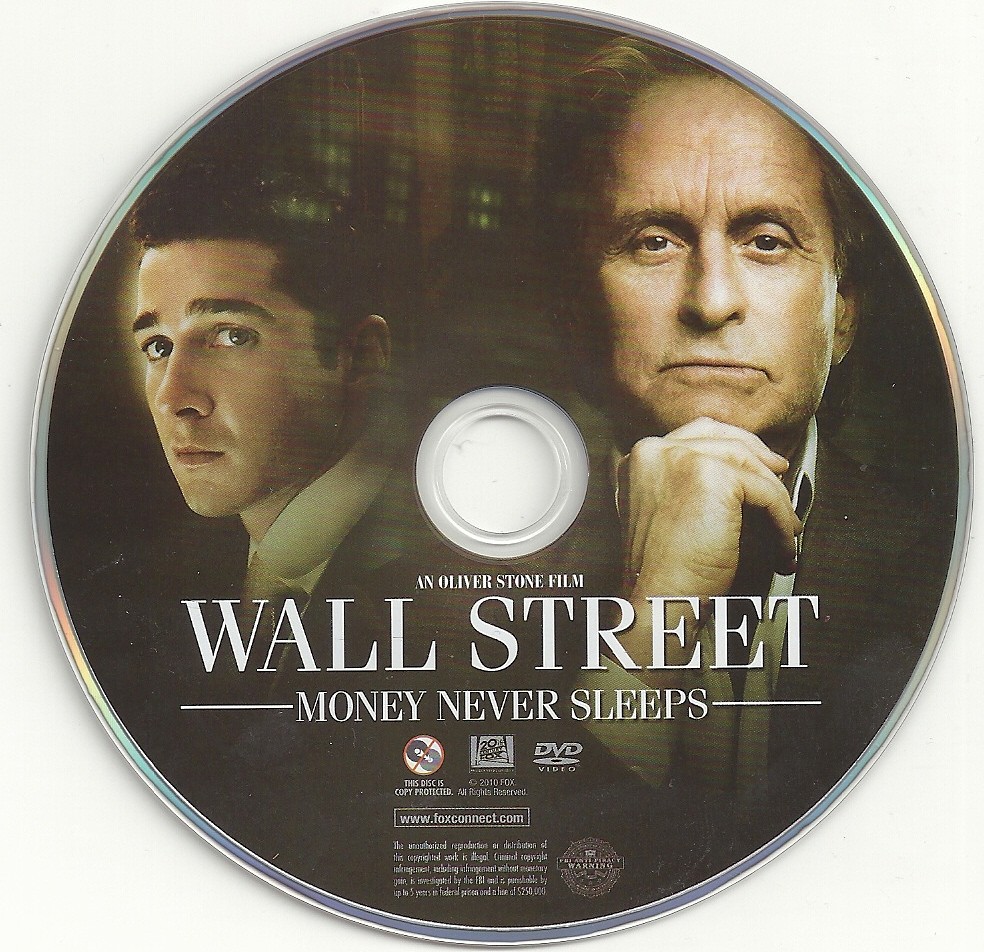 AN OLIVER STONE FILM
WALL STREET
MONEY NEVER SLEEPS
THIS DISC IS
COPY PROTECTED.
20th
CENTURY
FOX
© 2010 FOX.
All Rights Reserved.
DVD
VIDEO
www.foxconnect.com
The unauthorized reproduction or distribution of
this copyrighted work is illegal. Criminal copyright
infringement, including infringement without monetary
gain, is investigated by the FBI and is punishable by
up to 5 years in federal prison and a fine of $250,000.
FBI ANTI-PIRACY
WARNING